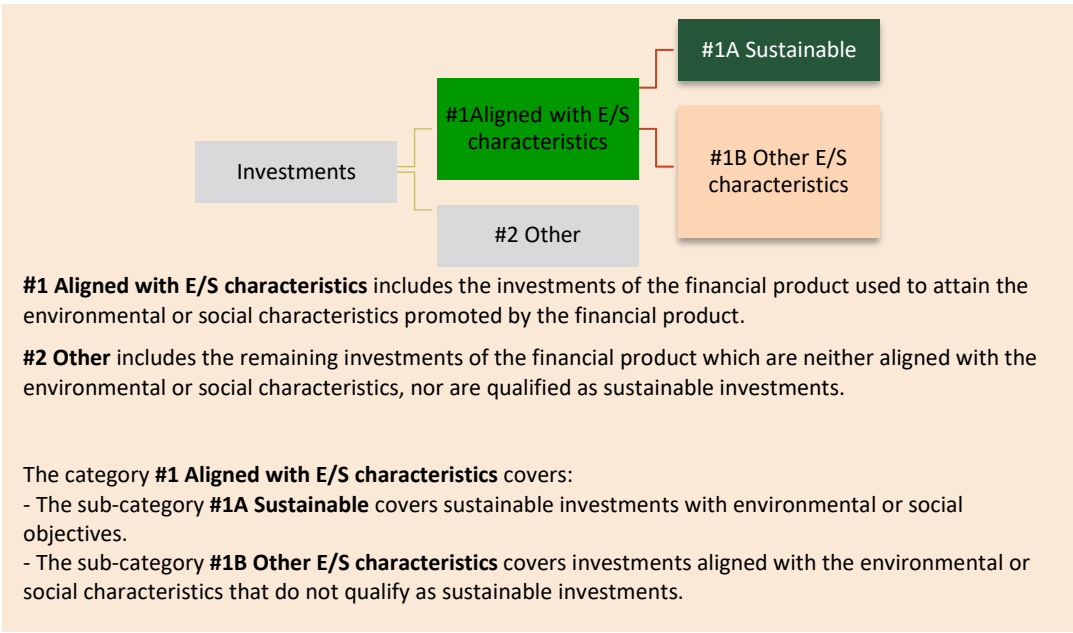 #1A Sustainable
#1Aligned with E/S
characteristics
#1B Other E/S
characteristics
Investments
#2 Other
#1 Aligned with E/S characteristics includes the investments of the financial product used to attain the
environmental or social characteristics promoted by the financial product.
#2 Other includes the remaining investments of the financial product which are neither aligned with the
environmental or social characteristics, nor are qualified as sustainable investments.
The category #1 Aligned with E/S characteristics covers:
- The sub-category #1A Sustainable covers sustainable investments with environmental or social
objectives.
- The sub-category #1B Other E/S characteristics covers investments aligned with the environmental or
social characteristics that do not qualify as sustainable investments.